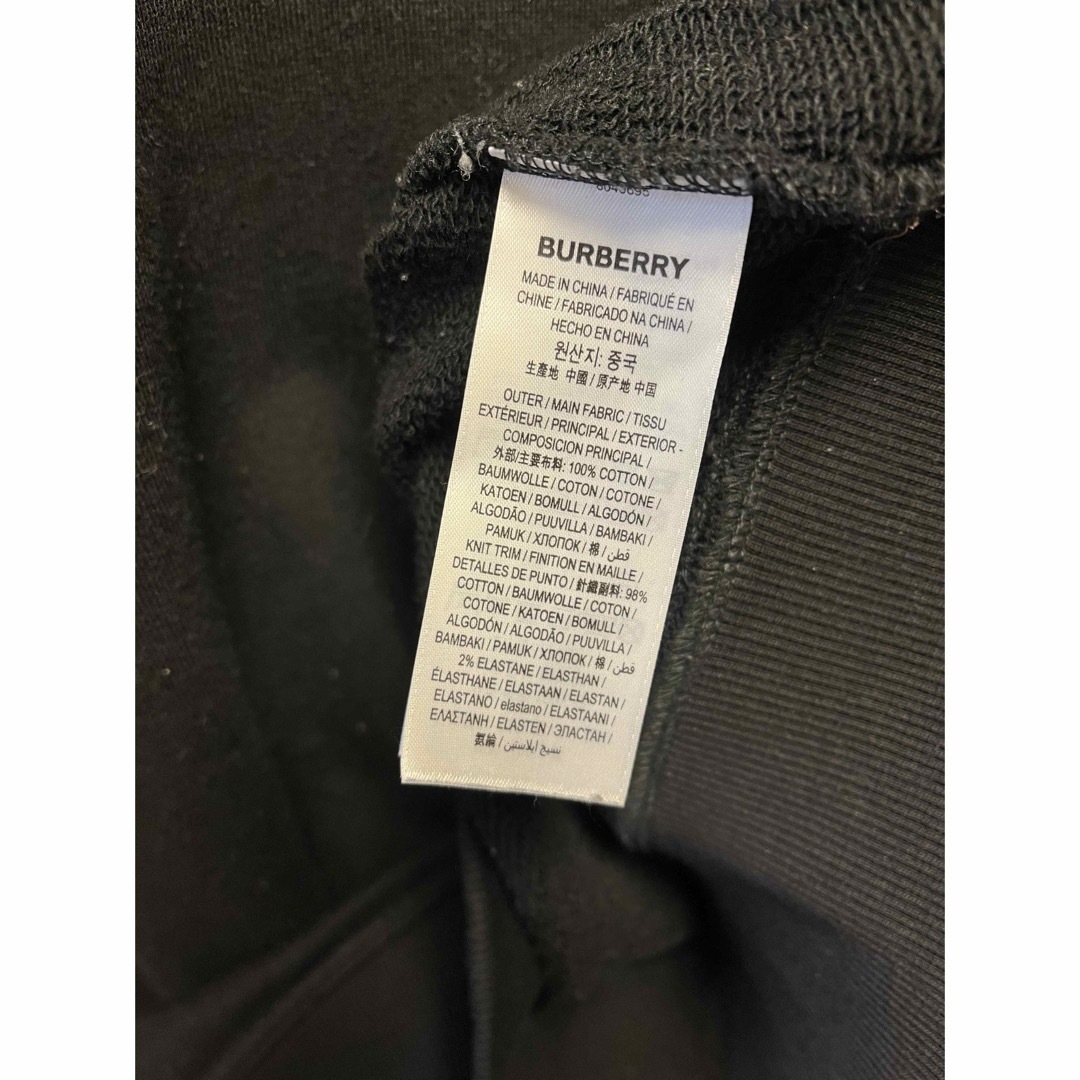 8049695
BURBERRY
MADE IN CHINA / FABRIQUÉ EN
CHINE / FABRICADO NA CHINA /
HECHO EN CHINA
원산지: 중국
生產地 中國 / 原产地 中国
OUTER / MAIN FABRIC / TISSU
EXTÉRIEUR / PRINCIPAL / EXTERIOR -
COMPOSICION PRINCIPAL /
外部/主要布料: 100% COTTON /
BAUMWOLLE / COTON / COTONE /
KATOEN / BOMULL / ALGODÓN /
ALGODÃO / PUUVILLA / BAMBAKI /
PAMUK / ХЛОПОК / 棉 / قطن /
KNIT TRIM / FINITION EN MAILLE /
DETALLES DE PUNTO / 針織副料: 98%
COTTON / BAUMWOLLE / COTON /
COTONE / KATOEN / BOMULL /
ALGODÓN / ALGODÃO / PUUVILLA /
BAMBAKI / PAMUK / ХЛОПОК / 棉 / قطن /
2% ELASTANE / ELASTHAN /
ÉLASTHANE / ELASTAAN / ELASTAN /
ELASTANO / elastano / ELASTAANI /
ΕΛΑΣΤΑΝΗ / ELASTEN / ЭЛАСТАН /
氨綸 / نسيج ايلاستين